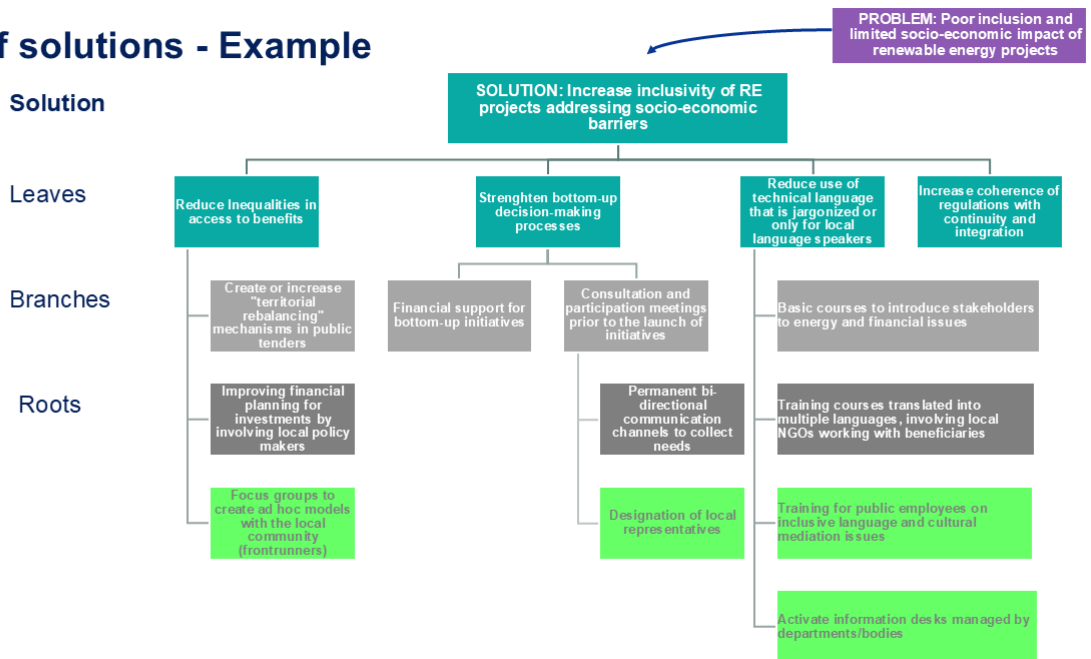 f solutions - Example
PROBLEM: Poor inclusion and
limited socio-economic impact of
renewable energy projects
Solution
SOLUTION: Increase inclusivity of RE
projects addressing socio-economic
barriers
Leaves
Reduce Inequalities in
access to benefits
Strenghten bottom-up
decision-making
processes
Reduce use of
technical language
that is jargonized or
only for local
language speakers
Increase coherence of
regulations with
continuity and
integration
Branches
Create or increase
"territorial
rebalancing"
mechanisms in public
tenders
Financial support for
bottom-up initiatives
Consultation and
participation meetings
prior to the launch of
initiatives
Basic courses to introduce stakeholders
to energy and financial issues
Roots
Improving financial
planning for
investments by
involving local policy
makers
Permanent bi-
directional
communication
channels to collect
needs
Training courses translated into
multiple languages, involving local
NGOs working with beneficiaries
Focus groups to
create ad hoc models
with the local
community
(frontrunners)
Designation of local
representatives
Training for public employees on
inclusive language and cultural
mediation issues
Activate information desks managed by
departments/bodies